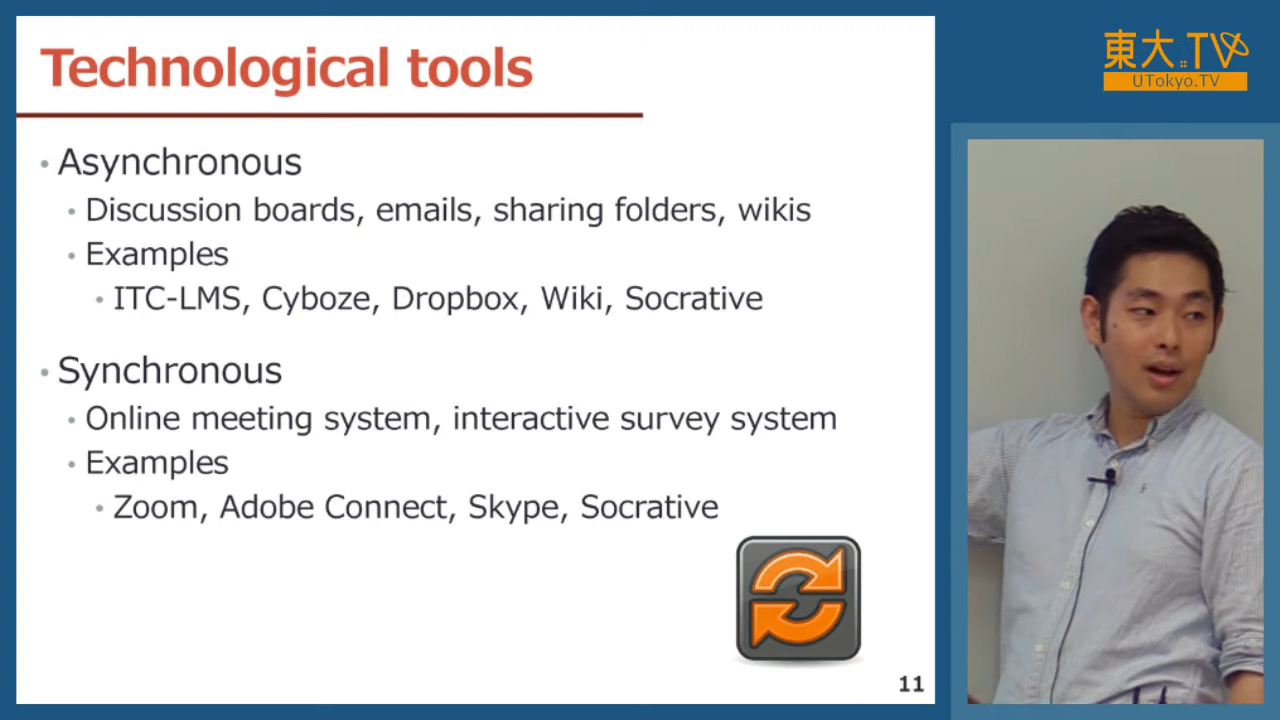 Technological tools
• Asynchronous
• Discussion boards, emails, sharing folders, wikis
• Examples
• ITC-LMS, Cyboze, Dropbox, Wiki, Socrative
• Synchronous
• Online meeting system, interactive survey system
• Examples
• Zoom, Adobe Connect, Skype, Socrative
11
東大TV
UTokyo.TV